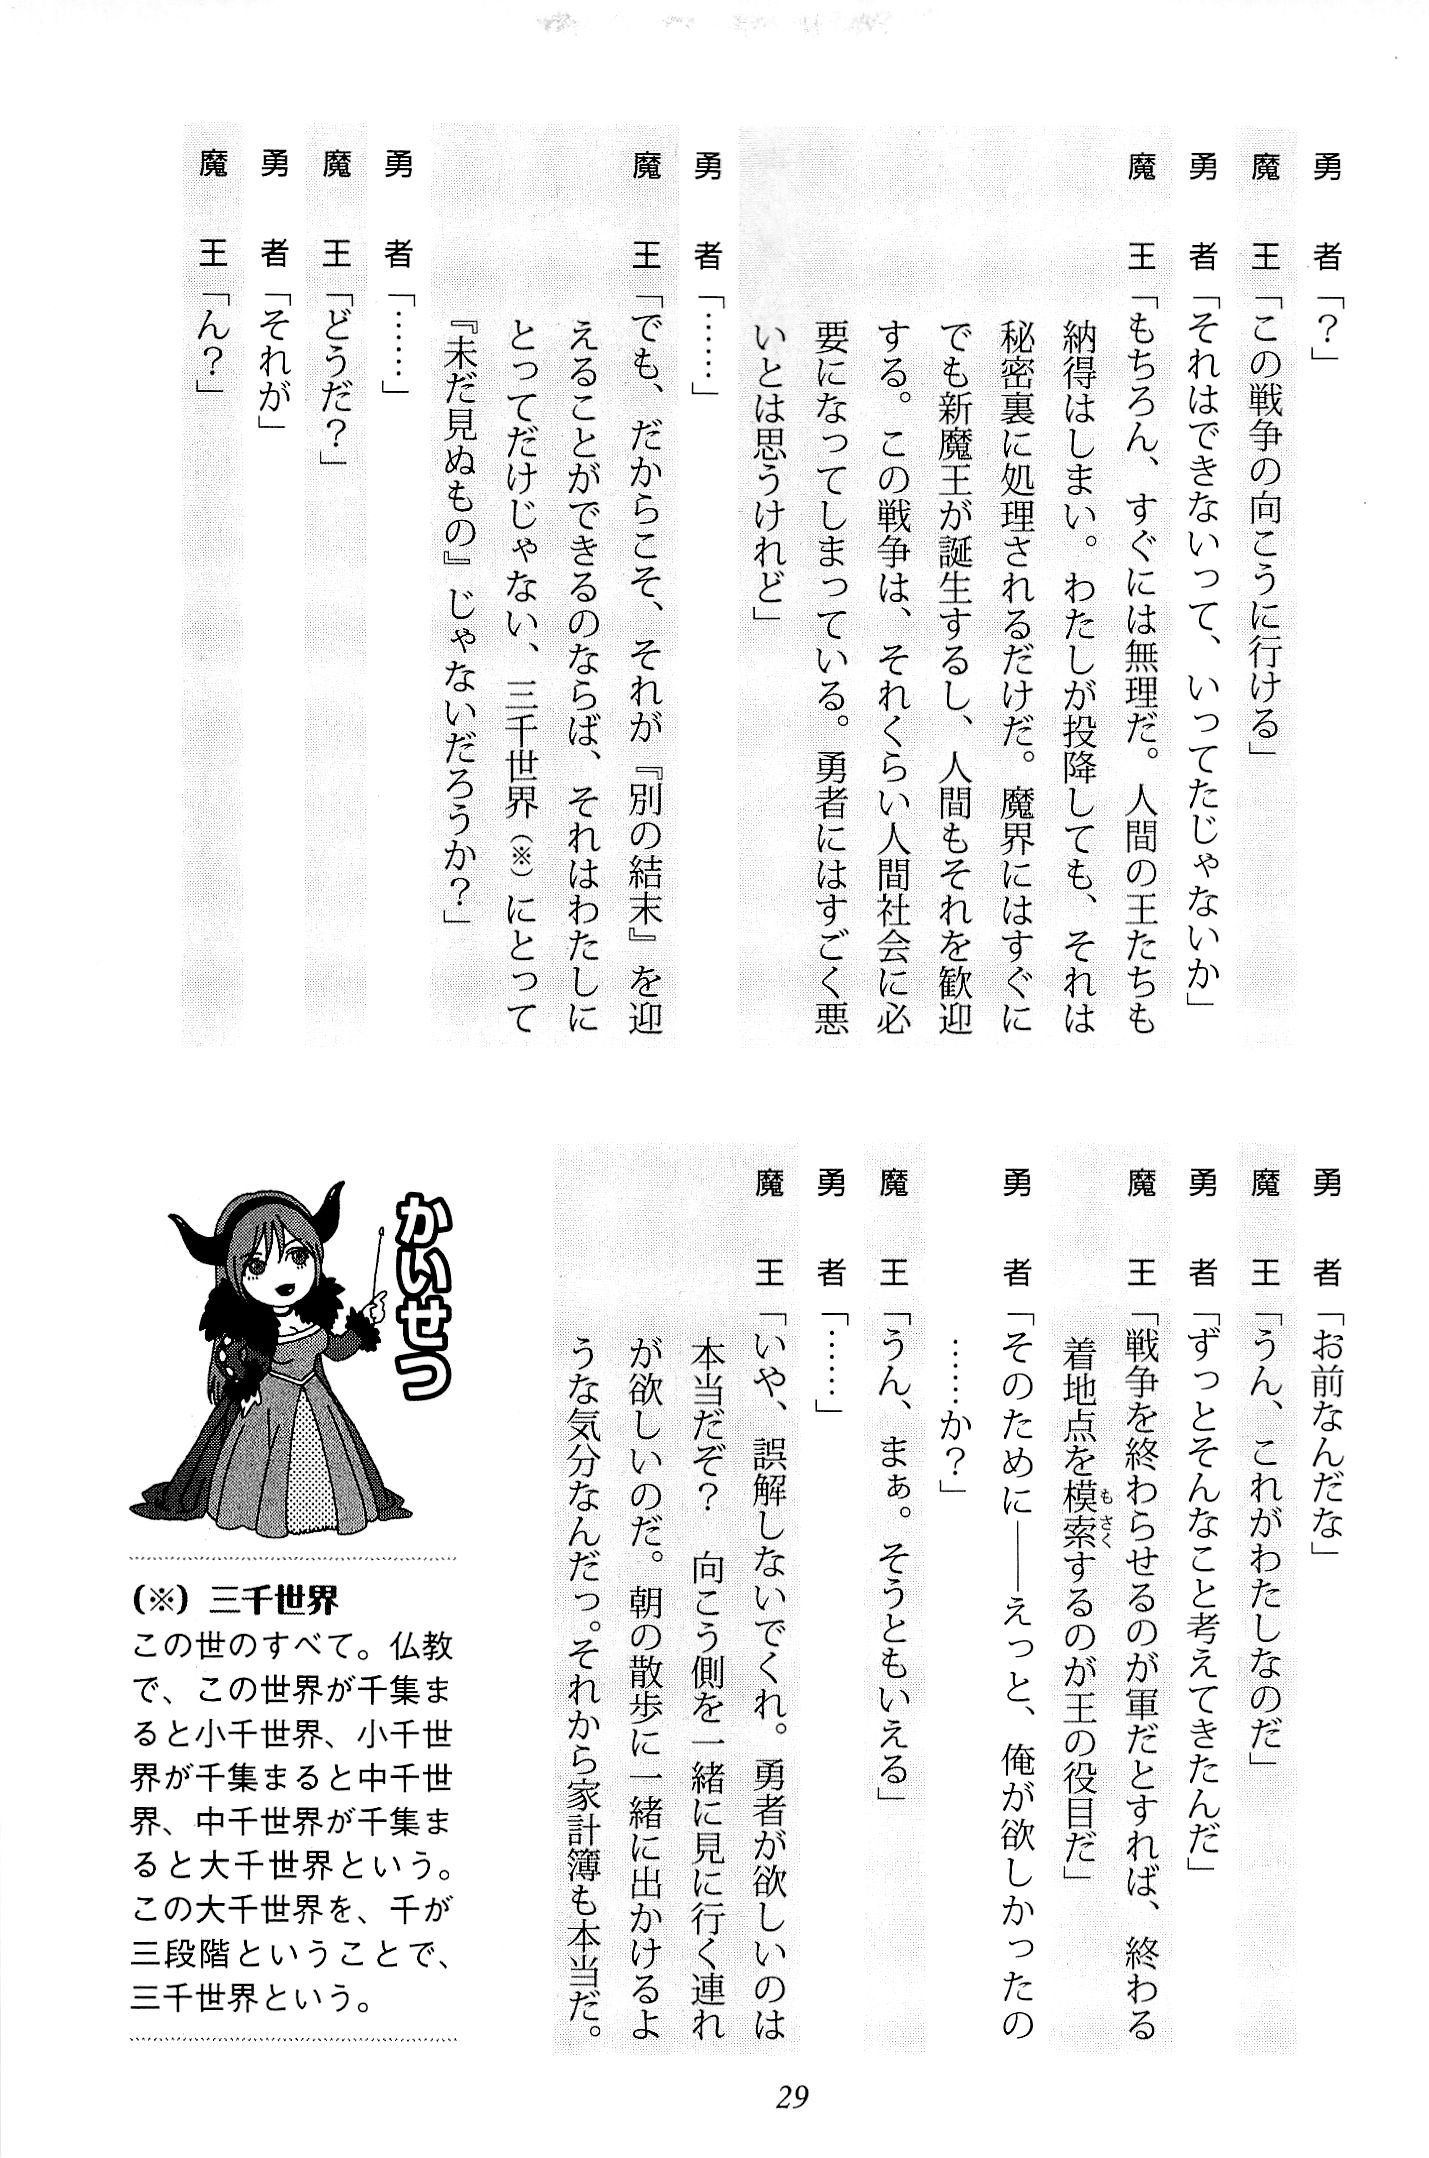 勇者「？」
魔王「この戦争の向こうに行ける」
勇者「それはできないって、いってたじゃないか」
魔王「もちろん、すぐには無理だ。人間の王たちも
納得はしまい。わたしが投降しても、それは
秘密裏に処理されるだけだ。魔界にはすぐに
でも新魔王が誕生するし、人間もそれを歓迎
する。この戦争は、それくらい人間社会に必
要になってしまっている。勇者にはすごく悪
いとは思うけれど」
勇者「……」
魔王「でも、だからこそ、それが『別の結末』を迎
えることができるのならば、それはわたしに
とってだけじゃない、三千世界（※）にとって
『未だ見ぬもの』じゃないだろうか？」
勇者「……」
魔王「どうだ？」
勇者「それが」
魔王「ん？」
勇者「お前なんだな」
魔王「うん、これがわたしなのだ」
勇者「ずっとそんなこと考えてきたんだ」
魔王「戦争を終わらせるのが軍だとすれば、終わる
着地点を模索するのが王の役目だ」
もさく
勇者「そのために――えっと、俺が欲しかったの
……か？」
魔王「うん、まぁ。そうともいえる」
勇者「……」
魔王「いや、誤解しないでくれ。勇者が欲しいのは
本当だぞ？　向こう側を一緒に見に行く連れ
が欲しいのだ。朝の散歩に一緒に出かけるよ
うな気分なんだっ。それから家計簿も本当だ。
かいせつ
（※）三千世界
この世のすべて。仏教
で、この世界が千集ま
ると小千世界、小千世
界が千集まると中千世
界、中千世界が千集ま
ると大千世界という。
この大千世界を、千が
三段階ということで、
三千世界という。
29